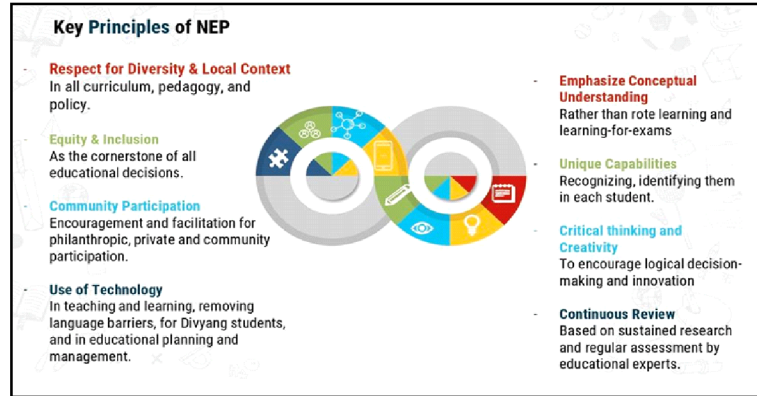 Key Principles of NEP
- Respect for Diversity & Local Context
In all curriculum, pedagogy, and
policy.
- Equity & Inclusion
As the cornerstone of all
educational decisions.
- Community Participation
Encouragement and facilitation for
philanthropic, private and community
participation.
- Use of Technology
In teaching and learning, removing
language barriers, for Divyang students,
and in educational planning and
management.
- Emphasize Conceptual
Understanding
Rather than rote learning and
learning-for-exams
- Unique Capabilities
Recognizing, identifying them
in each student.
- Critical thinking and
Creativity
To encourage logical decision-
making and innovation
- Continuous Review
Based on sustained research
and regular assessment by
educational experts.